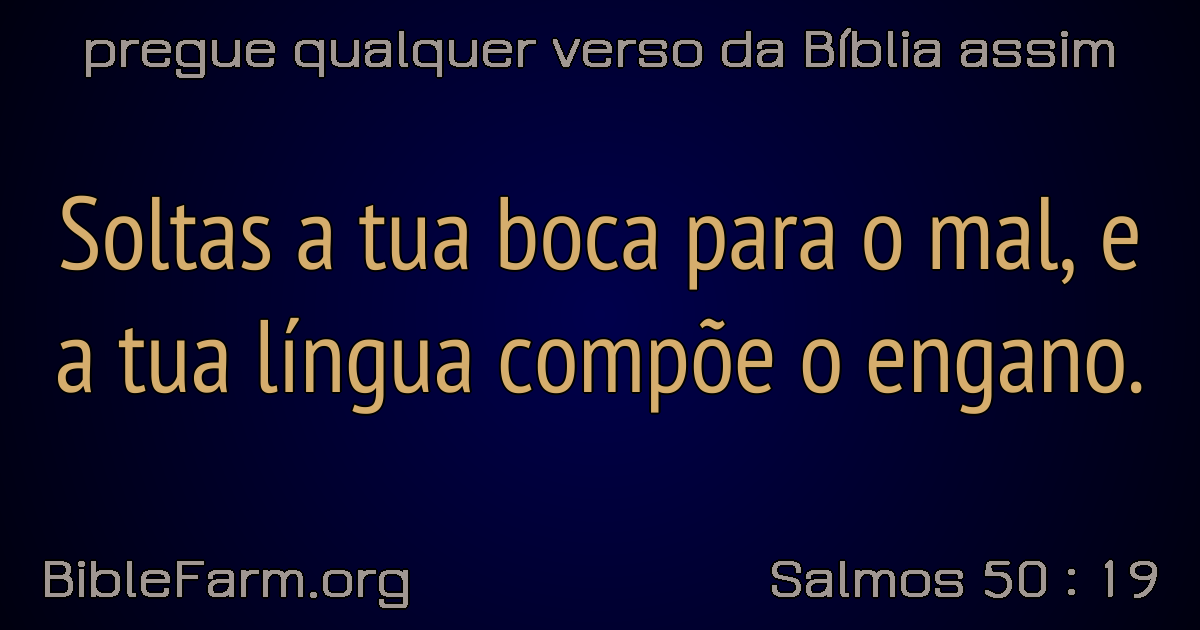 pregue qualquer verso da Bíblia assim
Soltas a tua boca para o mal, e
a tua língua compõe o engano.
BibleFarm.org
Salmos 50 : 19